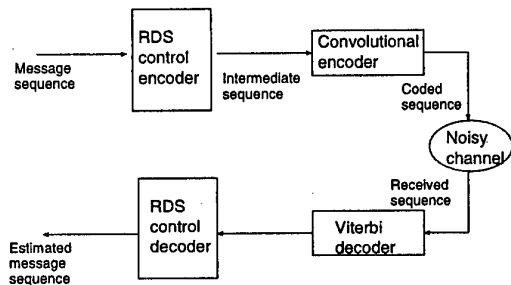 Message
sequence
RDS
control
encoder
Intermediate
sequence
Convolutional
encoder
Coded
sequence
Noisy
channel
Received
sequence
Viterbi
decoder
RDS
control
decoder
Estimated
message
sequence